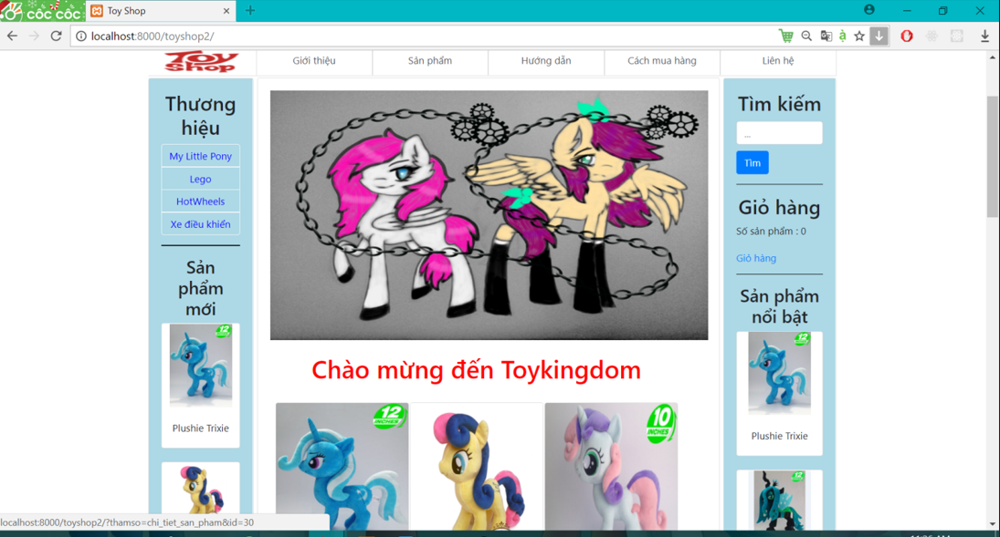 cốc cốc
Toy Shop
localhost:8000/toyshop2/
Toy
Shop
Giới thiệu
Sản phẩm
Hướng dẫn
Cách mua hàng
Liên hệ
Thương
hiệu
My Little Pony
Lego
HotWheels
Xe điều khiển
Sản
phẩm
mới
12
INCHES
Plushie Trixie
Chào mừng đến Toykingdom
12
INCHES
10
INCHES
Tìm kiếm
...
Tìm
Giỏ hàng
Số sản phẩm : 0
Giỏ hàng
Sản phẩm
nổi bật
12
INCHES
Plushie Trixie
12
localhost:8000/toyshop2/?thamso=chi_tiet_san_pham&id=30